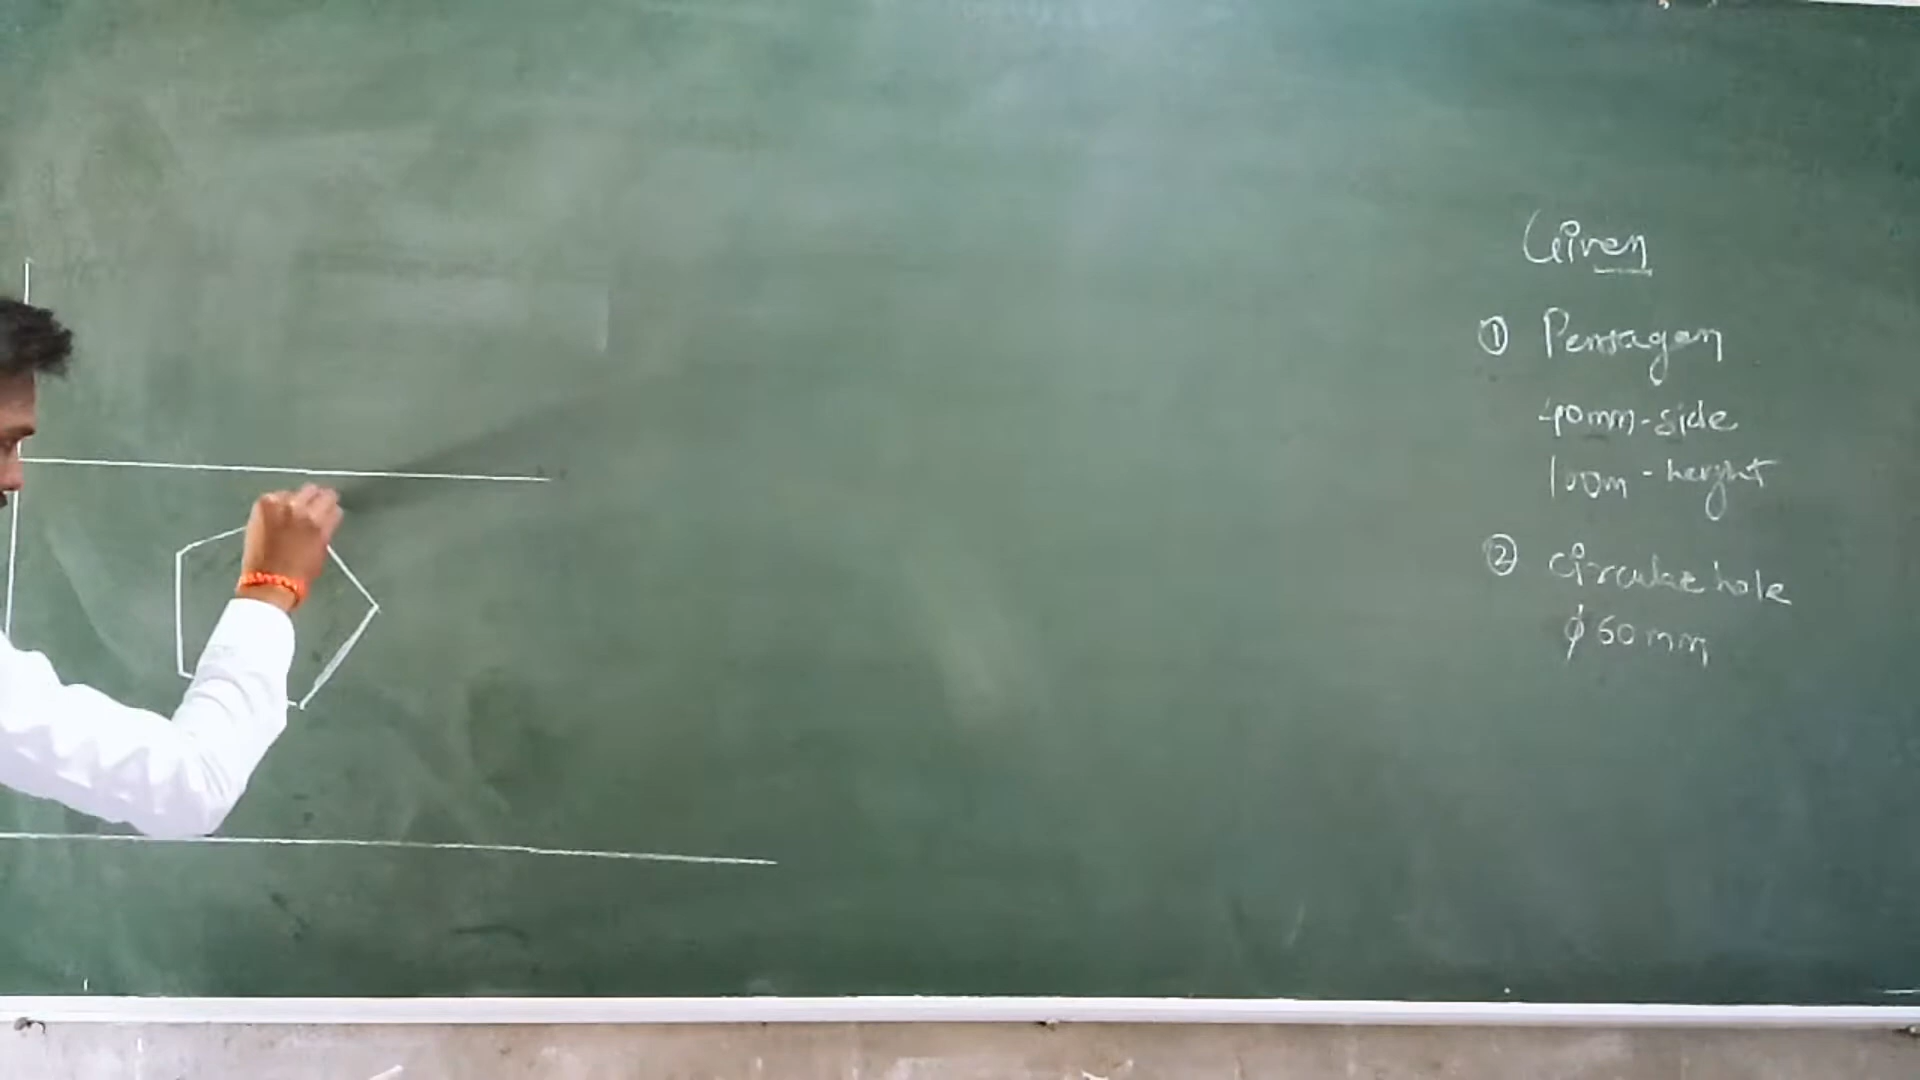 Given
① Pentagon
40mm-side
100m-height
② circular hole
ϕ 50 mm